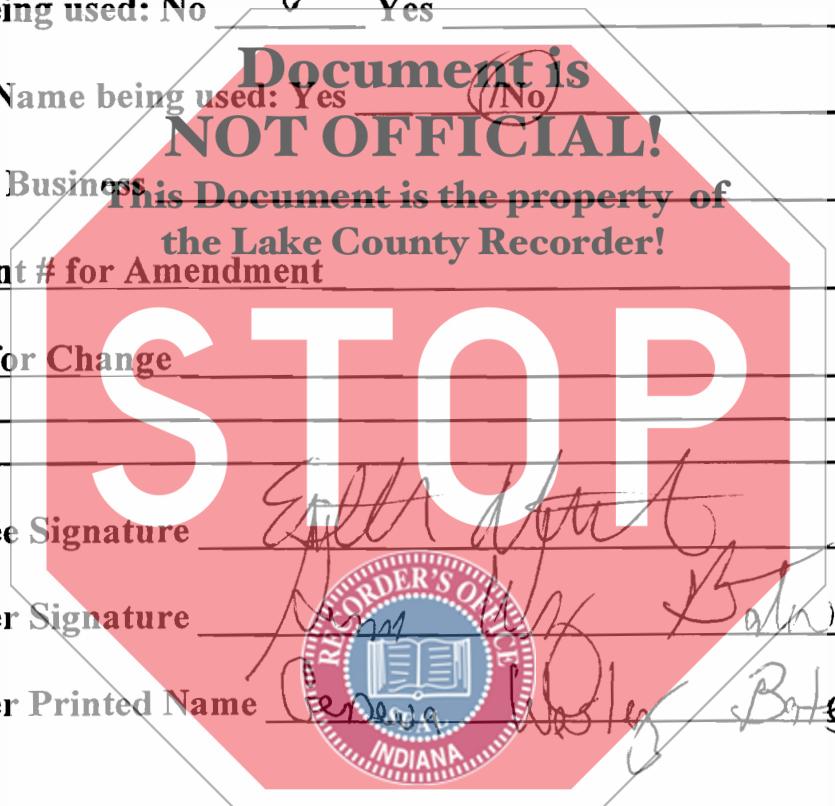 ing used: No Yes
Document is
Name being used: Yes No
NOT OFFICIAL!
Business
This Document is the property of
the Lake County Recorder!
nt # for Amendment
STOP
for Change
e Signature
er Signature
RECORDER'S OFFICE
er Printed Name Wesley
SEAL
INDIANA